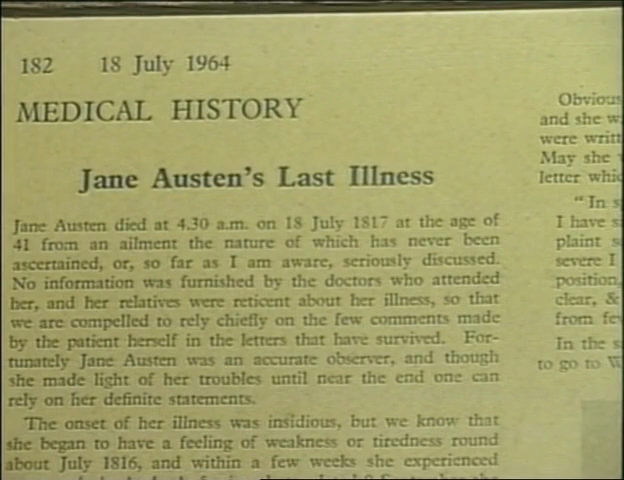 182 18 July 1964
MEDICAL HISTORY
Jane Austen's Last Illness
Jane Austen died at 4.30 a.m. on 18 July 1817 at the age of
41 from an ailment the nature of which has never been
ascertained, or, so far as I am aware, seriously discussed.
No information was furnished by the doctors who attended
her, and her relatives were reticent about her illness, so that
we are compelled to rely chiefly on the few comments made
by the patient herself in the letters that have survived. For-
tunately Jane Austen was an accurate observer, and though
she made light of her troubles until near the end one can
rely on her definite statements.
The onset of her illness was insidious, but we know that
she began to have a feeling of weakness or tiredness round
about July 1816, and within a few weeks she experienced
Obvious
and she w
were writt
May she
letter whic
"In s
I have s
plaint s
severe I
position,
clear, &
from fev
In the s
to go to W